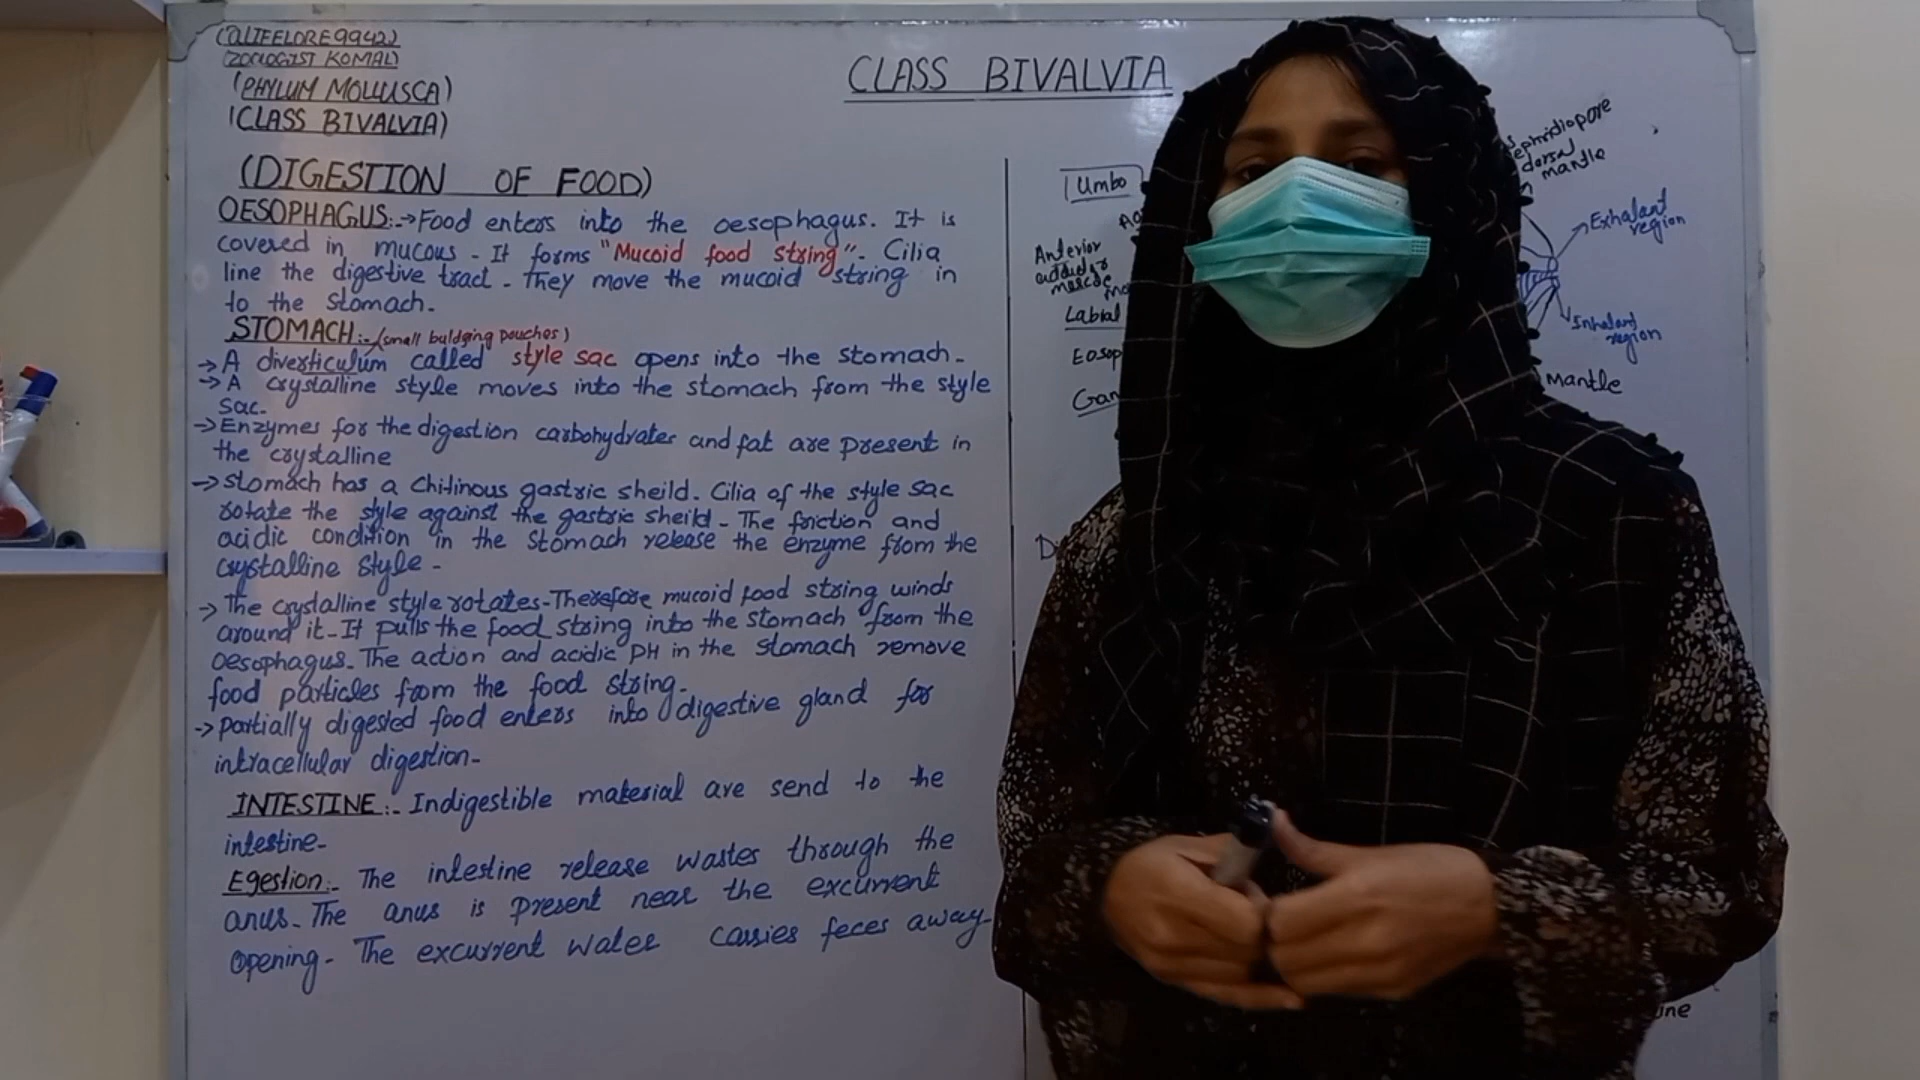 (OLIFELORE9942)
(ZOOLOGIST KOMAL)
(PHYLUM MOLLUSCA)
(CLASS BIVALVIA)
CLASS BIVALVIA
(DIGESTION OF FOOD)
OESOPHAGUS:-→Food enters into the oesophagus. It is
covered in mucous - It forms "Mucoid food string". Cilia
line the digestive tract - They move the mucoid string in
to the stomach.
STOMACH:-(small buldging pouches)
→ A diverticulum called style sac opens into the stomach-
→ A crystalline style moves into the stomach from the style
Sac-
→ Enzymes for the digestion carbohydrates and fat are present in
the crystalline
→ stomach has a chitinous gastric sheild. Cilia of the style sac
rotate the style against the gastric sheild - The friction and
acidic condition in the stomach release the enzyme from the
crystalline style -
→ The crystalline style rotates-Therefore mucoid food string winds
around it-It pulls the food string into the stomach from the
oesophagus. The action and acidic PH in the stomach remove
food particles from the food string-
→ Partially digested food enters into digestive gland for
intracellular digestion-
INTESTINE:- Indigestible material are send to the
intestine-
Egestion:- The intestine release wastes through the
anus- The anus is present near the excurrent
opening- The excurrent water carries feces away-
Umbo
Anterior
adductor
muscle
Labial
dorsal
mantle
Exhalant
region
Inhalant
region
Mantle